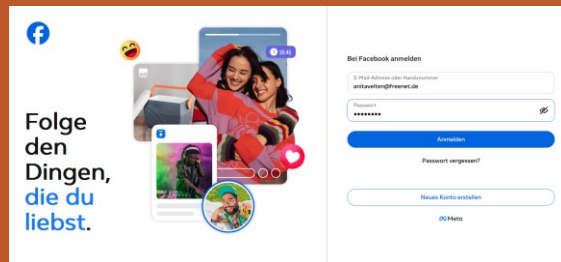 16:45
Folge
den
Dingen,
die du
liebst.
Bei Facebook anmelden
E-Mail-Adresse oder Handynummer
anitavelten@freenet.de
Passwort
••••••••
Anmelden
Passwort vergessen?
Neues Konto erstellen
Meta